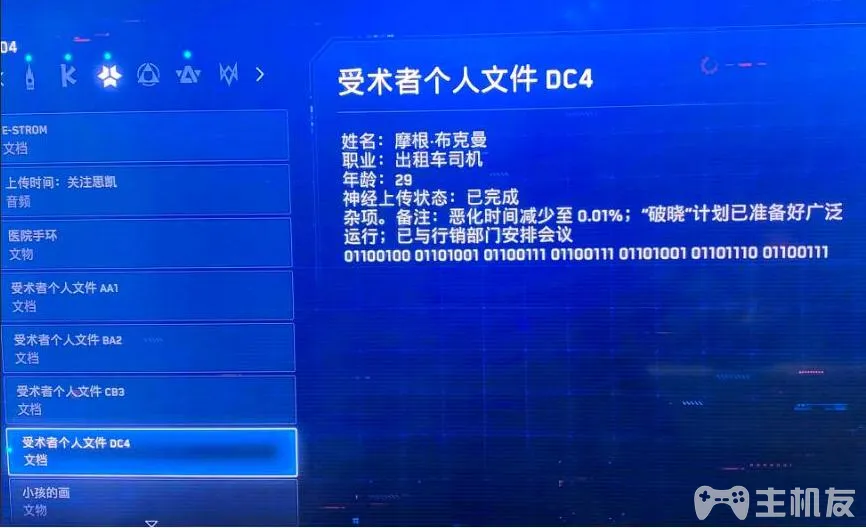 04
E-STROM
文档
上传时间：关注思凯
音频
医院手环
文物
受术者个人文件 AA1
文档
受术者个人文件 BA2
文档
受术者个人文件 CB3
文档
受术者个人文件 DC4
文档
小孩的画
文物
受术者个人文件 DC4
姓名：摩根·布克曼
职业：出租车司机
年龄：29
神经上传状态：已完成
杂项。备注：恶化时间减少至 0.01%；“破晓”计划已准备好广泛
运行；已与行销部门安排会议
01100100 01101001 01100111 01100111 01101001 01101110 01100111
主机友